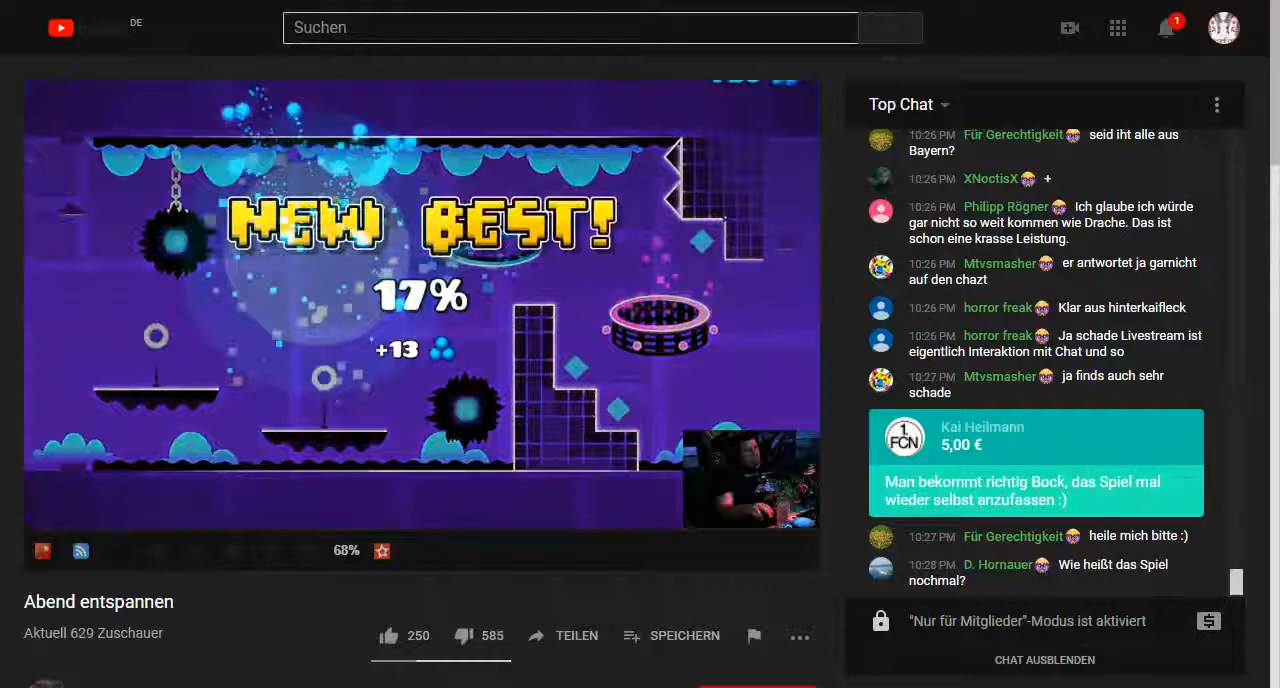 DE
Suchen
1
Top Chat
10:26 PM Für Gerechtigkeit seid iht alle aus
Bayern?
10:26 PM XNoctisX +
10:26 PM Philipp Rögner Ich glaube ich würde
gar nicht so weit kommen wie Drache. Das ist
schon eine krasse Leistung.
10:26 PM Mtvsmasher er antwortet ja garnicht
auf den chazt
10:26 PM horror freak Klar aus hinterkaifleck
10:26 PM horror freak Ja schade Livestream ist
eigentlich Interaktion mit Chat und so
10:27 PM Mtvsmasher ja finds auch sehr
schade
1.
FCN
Kai Heilmann
5,00 €
Man bekommt richtig Bock, das Spiel mal
wieder selbst anzufassen :)
10:27 PM Für Gerechtigkeit heile mich bitte :)
10:28 PM D. Hornauer Wie heißt das Spiel
nochmal?
"Nur für Mitglieder"-Modus ist aktiviert
CHAT AUSBLENDEN
NEW BEST!
17%
+13
68%
Abend entspannen
Aktuell 629 Zuschauer
250
585
TEILEN
SPEICHERN